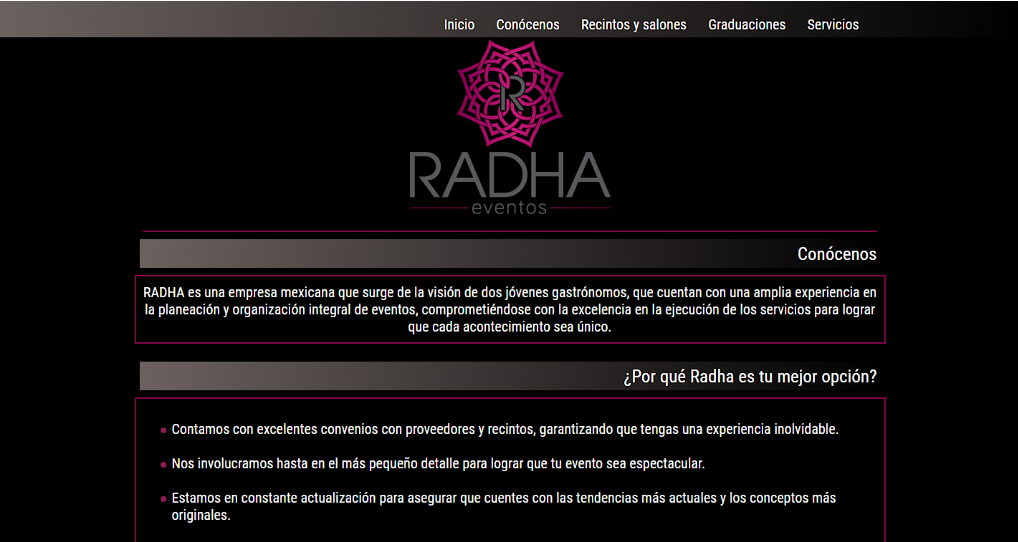 Inicio Conócenos Recintos y salones Graduaciones Servicios
R
RADHA
eventos
Conócenos
RADHA es una empresa mexicana que surge de la visión de dos jóvenes gastrónomos, que cuentan con una amplia experiencia en
la planeación y organización integral de eventos, comprometiéndose con la excelencia en la ejecución de los servicios para lograr
que cada acontecimiento sea único.
¿Por qué Radha es tu mejor opción?
Contamos con excelentes convenios con proveedores y recintos, garantizando que tengas una experiencia inolvidable.
Nos involucramos hasta en el más pequeño detalle para lograr que tu evento sea espectacular.
Estamos en constante actualización para asegurar que cuentes con las tendencias más actuales y los conceptos más
originales.